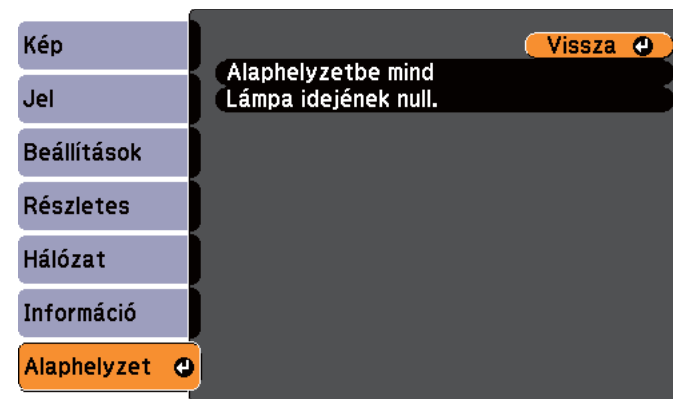 Kép
Jel
Beállítások
Részletes
Hálózat
Információ
Alaphelyzet
Vissza
Alaphelyzetbe mind
Lámpa idejének null.